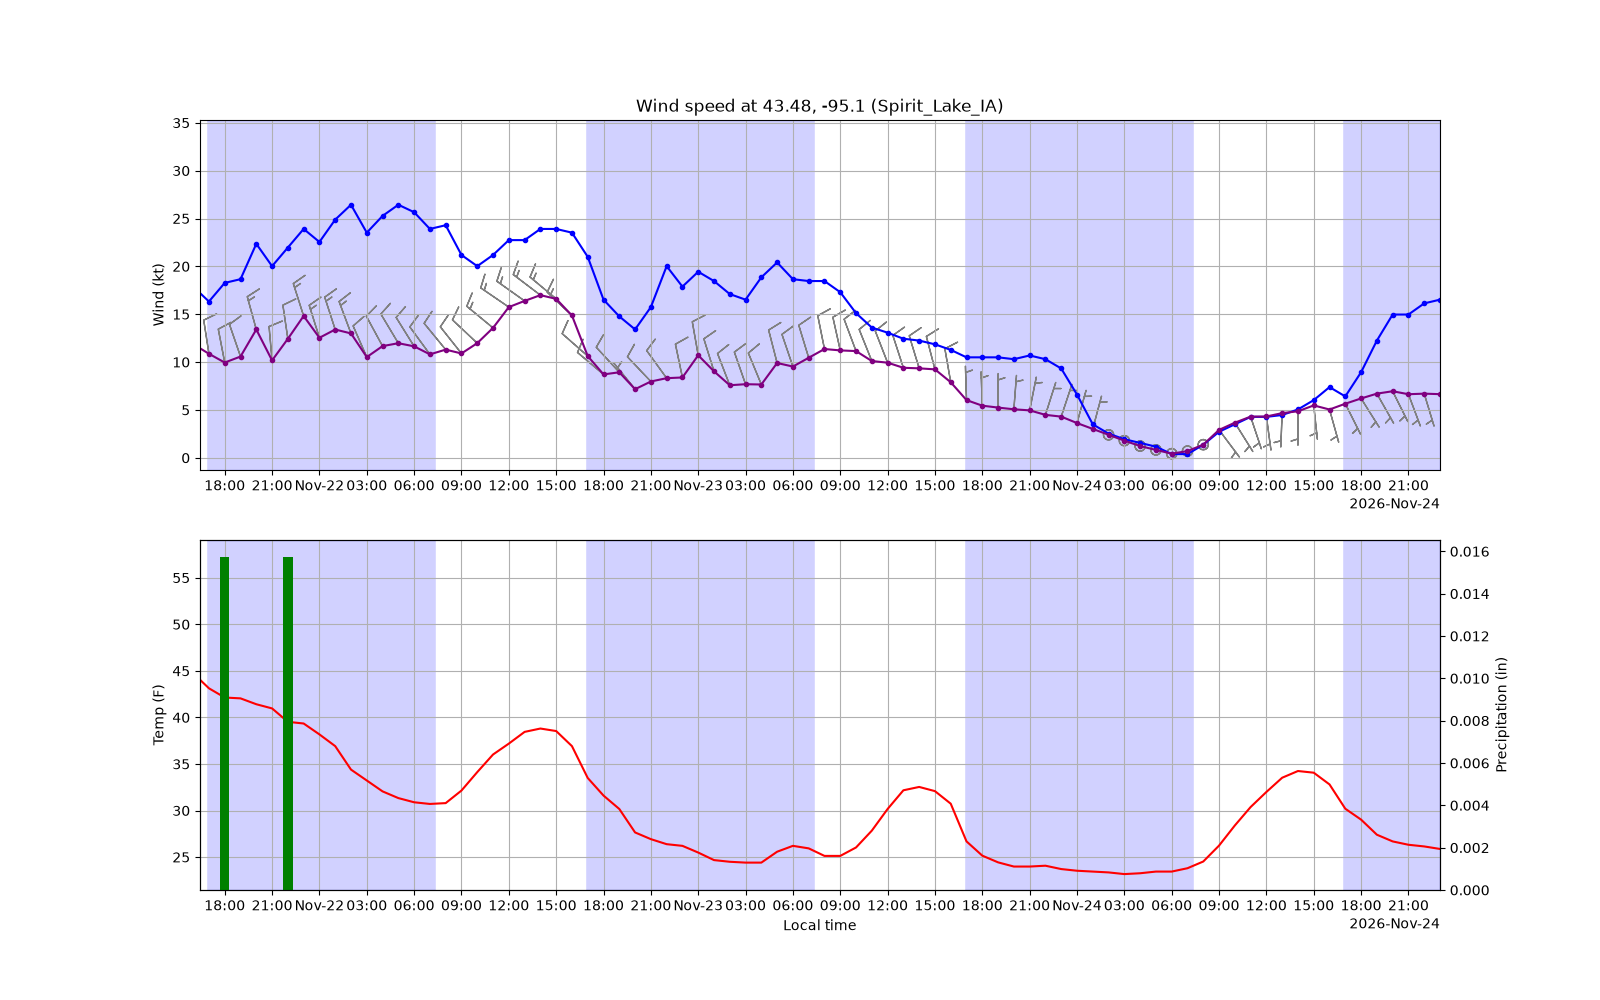 Wind speed at 43.48, -95.1 (Spirit_Lake_IA)
35
30
25
20
15
10
5
0
Wind (kt)
18:00 21:00 Nov-22 03:00 06:00 09:00 12:00 15:00 18:00 21:00 Nov-23 03:00 06:00 09:00 12:00 15:00 18:00 21:00 Nov-24 03:00 06:00 09:00 12:00 15:00 18:00 21:00
2026-Nov-24
55
50
45
40
35
30
25
Temp (F)
0.016
0.014
0.012
0.010
0.008
0.006
0.004
0.002
0.000
Precipitation (in)
18:00 21:00 Nov-22 03:00 06:00 09:00 12:00 15:00 18:00 21:00 Nov-23 03:00 06:00 09:00 12:00 15:00 18:00 21:00 Nov-24 03:00 06:00 09:00 12:00 15:00 18:00 21:00
Local time
2026-Nov-24